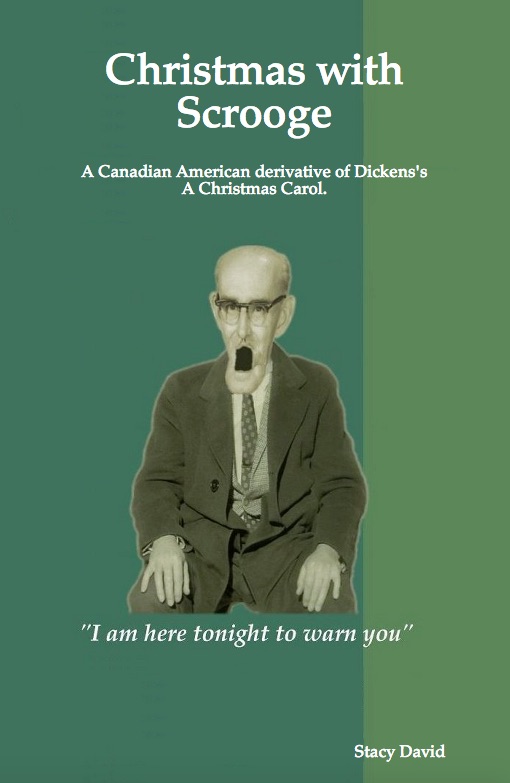 Christmas with
Scrooge
A Canadian American derivative of Dickens's
A Christmas Carol.
"I am here tonight to warn you"
Stacy David